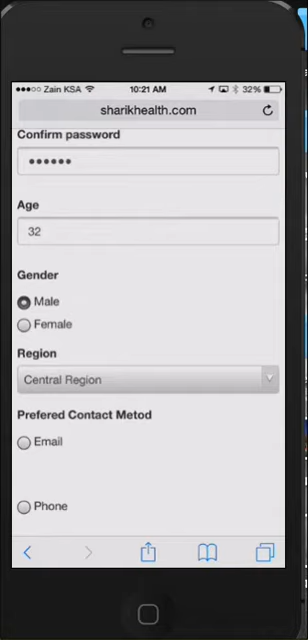 Zain KSA 10:21 AM 32%
sharikhealth.com
Confirm password
••••••
Age
32
Gender
Male
Female
Region
Central Region
Prefered Contact Metod
Email
Phone